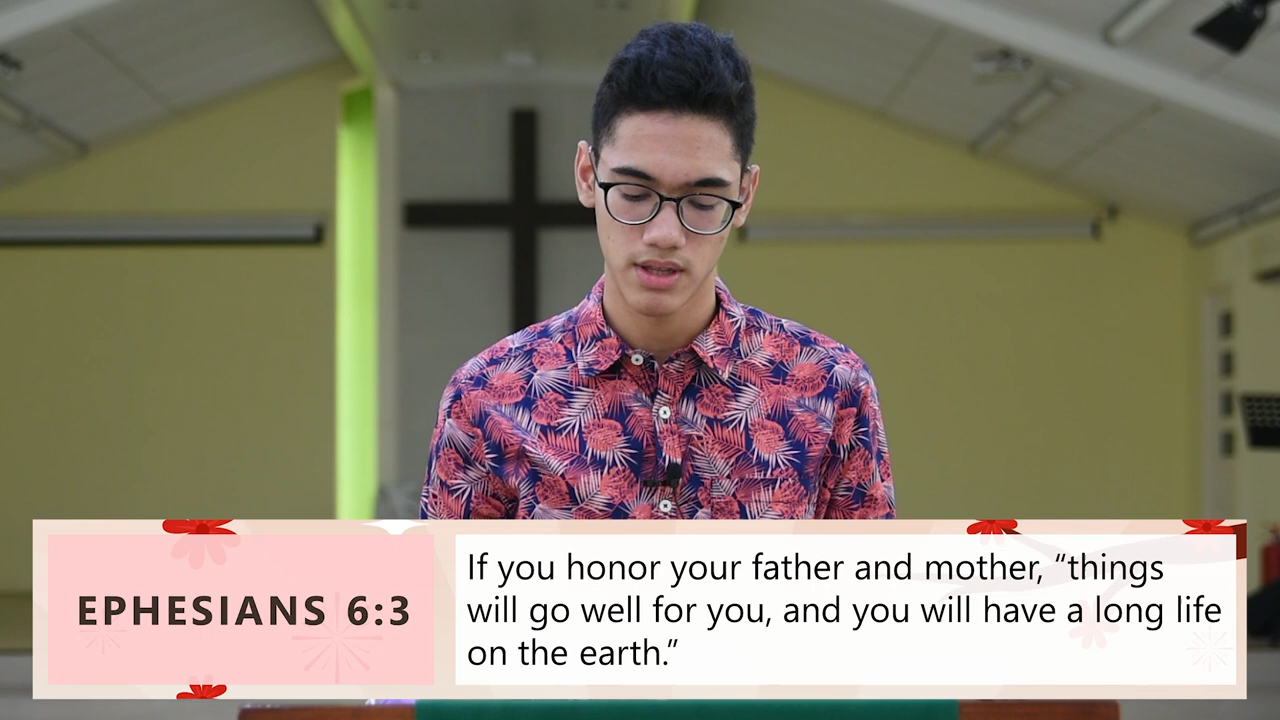 EPHESIANS 6:3
If you honor your father and mother, “things
will go well for you, and you will have a long life
on the earth.”